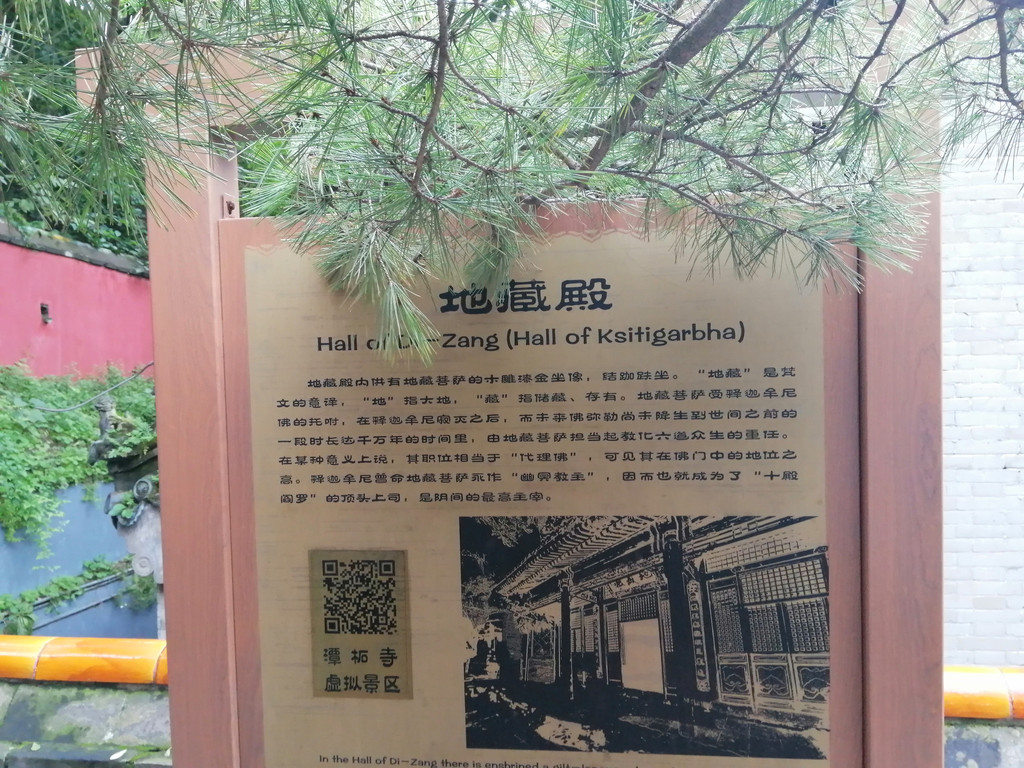 地藏殿
Hall of Di-Zang (Hall of Ksitigarbha)
地藏殿内供有地藏菩萨的木雕漆金坐像，结跏趺坐。“地藏”是梵
文的意译，“地”指大地，“藏”指储藏、存有。地藏菩萨受释迦牟尼
佛的托咐，在释迦牟尼寂灭之后，而未来佛弥勒尚未降生到世间之前的
一段时长达千万年的时间里，由地藏菩萨担当起教化六道众生的重任。
在某种意义上说，其职位相当于“代理佛”，可见其在佛门中的地位之
高。释迦牟尼曾命地藏菩萨永作“幽冥教主”，因而也就成为了“十殿
阎罗”的顶头上司，是阴间的最高主宰。
潭柘寺
虚拟景区
In the Hall of Di-Zang there is enshrined a gilt-